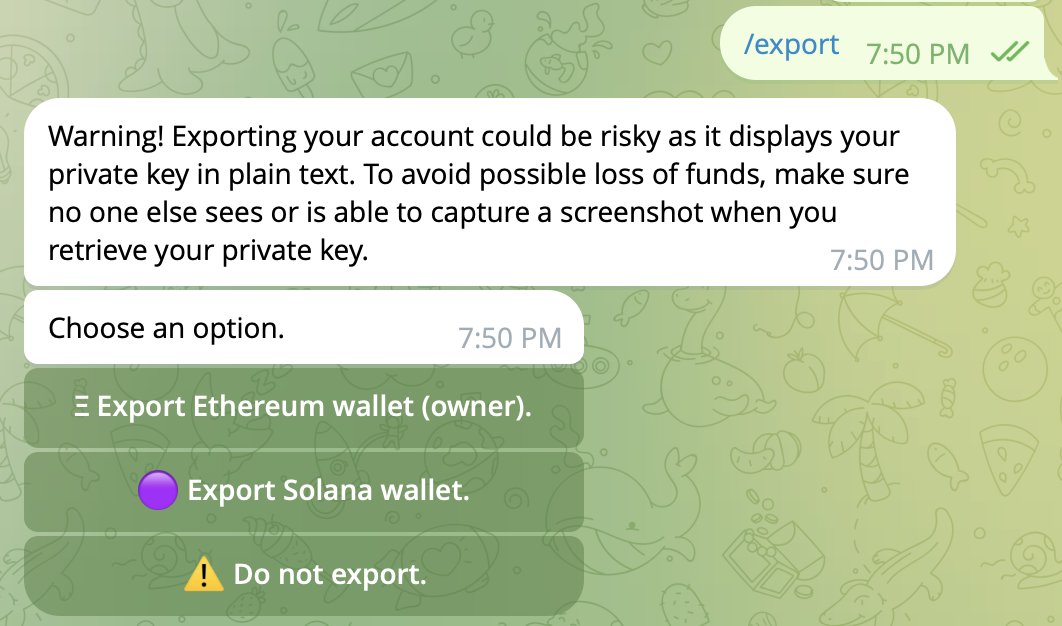 /export 7:50 PM
Warning! Exporting your account could be risky as it displays your
private key in plain text. To avoid possible loss of funds, make sure
no one else sees or is able to capture a screenshot when you
retrieve your private key.
7:50 PM
Choose an option.
7:50 PM
Ξ Export Ethereum wallet (owner).
🟣 Export Solana wallet.
⚠️ Do not export.